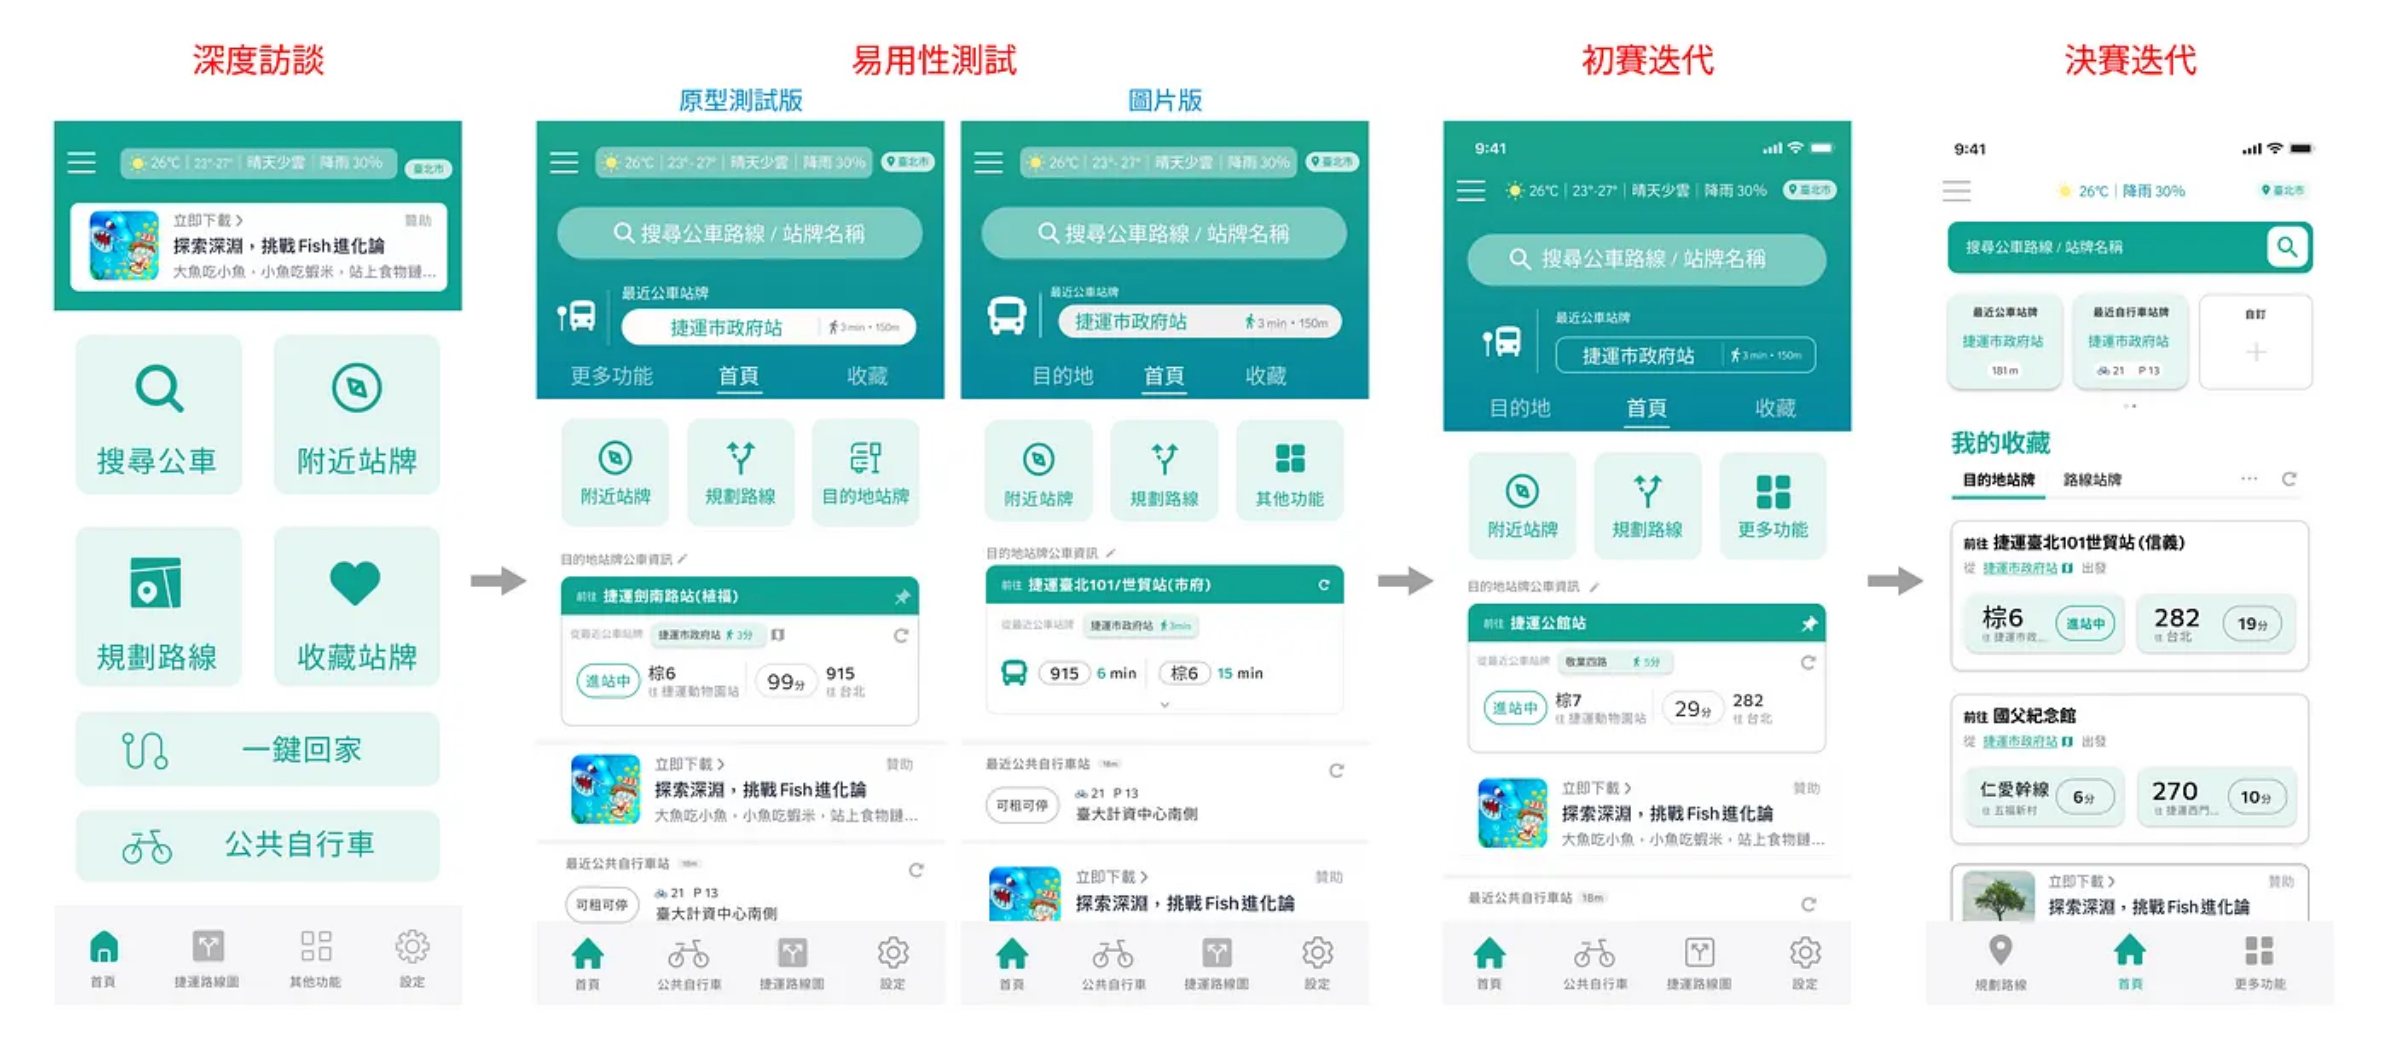 深度訪談
26°C｜23°-27°｜晴天少雲｜降雨 30%
臺北市
立即下載
贊助
探索深淵，挑戰Fish進化論
大魚吃小魚，小魚吃蝦米，站上食物鏈...
搜尋公車
附近站牌
規劃路線
收藏站牌
一鍵回家
公共自行車
首頁
捷運路線圖
其他功能
設定
易用性測試
原型測試版
26°C｜23°-27°｜晴天少雲｜降雨 30%
臺北市
搜尋公車路線 / 站牌名稱
最近公車站牌
捷運市政府站
3 min・150m
更多功能
首頁
收藏
附近站牌
規劃路線
目的地站牌
目的地站牌公車資訊
前往 捷運劍南路站(植福)
從最近公車站牌
捷運市政府站
3分
進站中
棕6
往 捷運動物園站
99分
915
往 台北
立即下載
贊助
探索深淵，挑戰Fish進化論
大魚吃小魚，小魚吃蝦米，站上食物鏈...
最近公共自行車站
18m
可租可停
21 P 13
臺大計資中心南側
首頁
公共自行車
捷運路線圖
設定
圖片版
26°C｜23°-27°｜晴天少雲｜降雨 30%
臺北市
搜尋公車路線 / 站牌名稱
最近公車站牌
捷運市政府站
3 min・150m
目的地
首頁
收藏
附近站牌
規劃路線
其他功能
目的地站牌公車資訊
前往 捷運臺北101/世貿站(市府)
從最近公車站牌
捷運市政府站
3min
915
6 min
棕6
15 min
最近公共自行車站
18m
可租可停
21 P 13
臺大計資中心南側
立即下載
贊助
探索深淵，挑戰Fish進化論
首頁
公共自行車
捷運路線圖
設定
初賽迭代
9:41
26°C｜23°-27°｜晴天少雲｜降雨 30%
臺北市
搜尋公車路線 / 站牌名稱
最近公車站牌
捷運市政府站
3 min・150m
目的地
首頁
收藏
附近站牌
規劃路線
更多功能
目的地站牌公車資訊
前往 捷運公館站
從最近公車站牌
敬業四路
5分
進站中
棕7
往 捷運動物園站
29分
282
往 台北
立即下載
贊助
探索深淵，挑戰Fish進化論
大魚吃小魚，小魚吃蝦米，站上食物鏈...
最近公共自行車站
18m
首頁
公共自行車
捷運路線圖
設定
決賽迭代
9:41
26°C｜降雨 30%
臺北市
搜尋公車路線 / 站牌名稱
最近公車站牌
捷運市政府站
181m
最近自行車站牌
捷運市政府站
21 P 13
自訂
我的收藏
目的地站牌
路線站牌
前往 捷運臺北101世貿站(信義)
從 捷運市政府站 出發
棕6
往 捷運市政...
進站中
282
往 台北
19分
前往 國父紀念館
從 捷運市政府站 出發
仁愛幹線
往 五福新村
6分
270
往 捷運西門...
10分
立即下載
贊助
探索深淵，挑戰Fish進化論
規劃路線
首頁
更多功能